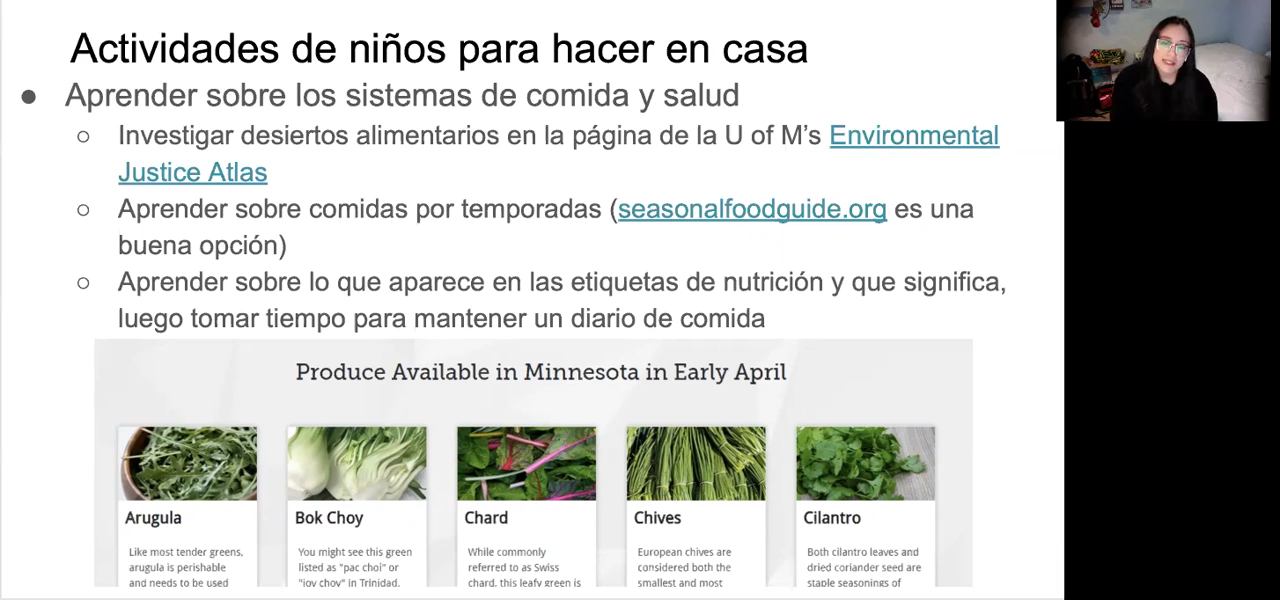 Actividades de niños para hacer en casa
● Aprender sobre los sistemas de comida y salud
○ Investigar desiertos alimentarios en la página de la U of M’s Environmental
Justice Atlas
○ Aprender sobre comidas por temporadas (seasonalfoodguide.org es una
buena opción)
○ Aprender sobre lo que aparece en las etiquetas de nutrición y que significa,
luego tomar tiempo para mantener un diario de comida
Produce Available in Minnesota in Early April
Arugula
Like most tender greens,
arugula is perishable
and needs to be used
Bok Choy
You might see this green
listed as "pac choi" or
"joy choy" in Trinidad.
Chard
While commonly
referred to as Swiss
chard, this leafy green is
Chives
European chives are
considered both the
smallest and most
Cilantro
Both cilantro leaves and
dried coriander seed are
staple seasonings of